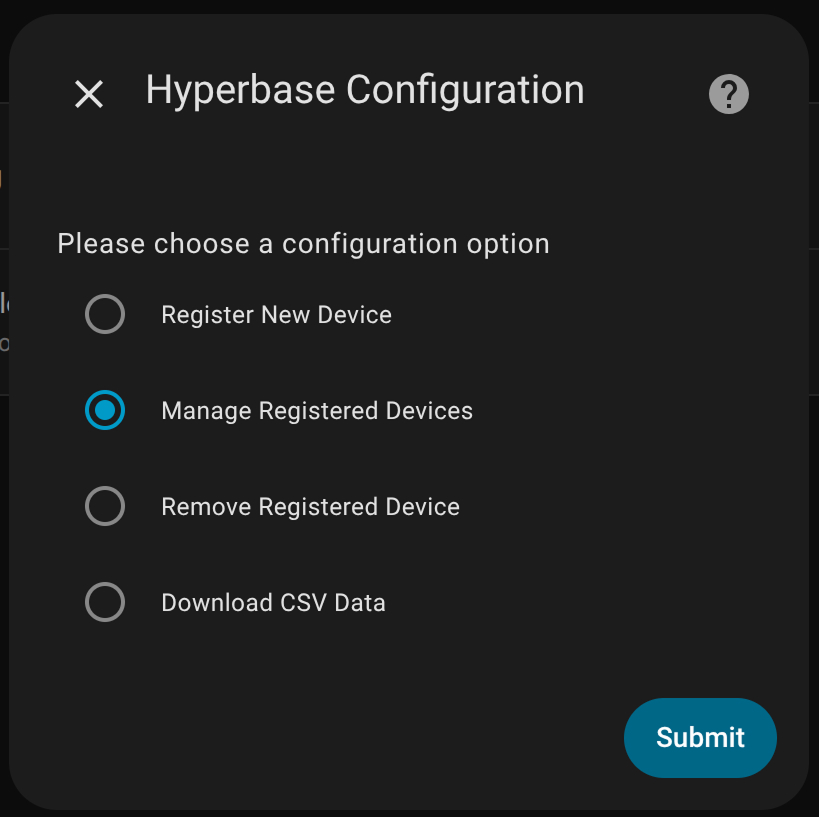 Hyperbase Configuration
?
Please choose a configuration option
Register New Device
Manage Registered Devices
Remove Registered Device
Download CSV Data
Submit